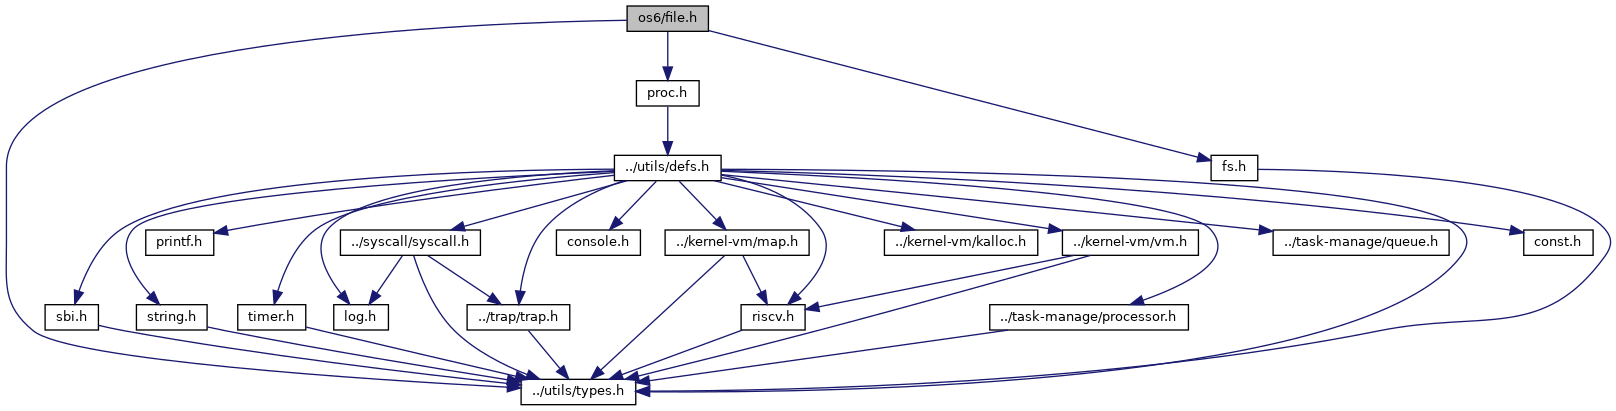 os6/file.h
proc.h
../utils/defs.h
fs.h
printf.h
../syscall/syscall.h
console.h
../kernel-vm/map.h
../kernel-vm/kalloc.h
../kernel-vm/vm.h
../task-manage/queue.h
const.h
sbi.h
string.h
timer.h
log.h
../trap/trap.h
riscv.h
../task-manage/processor.h
../utils/types.h